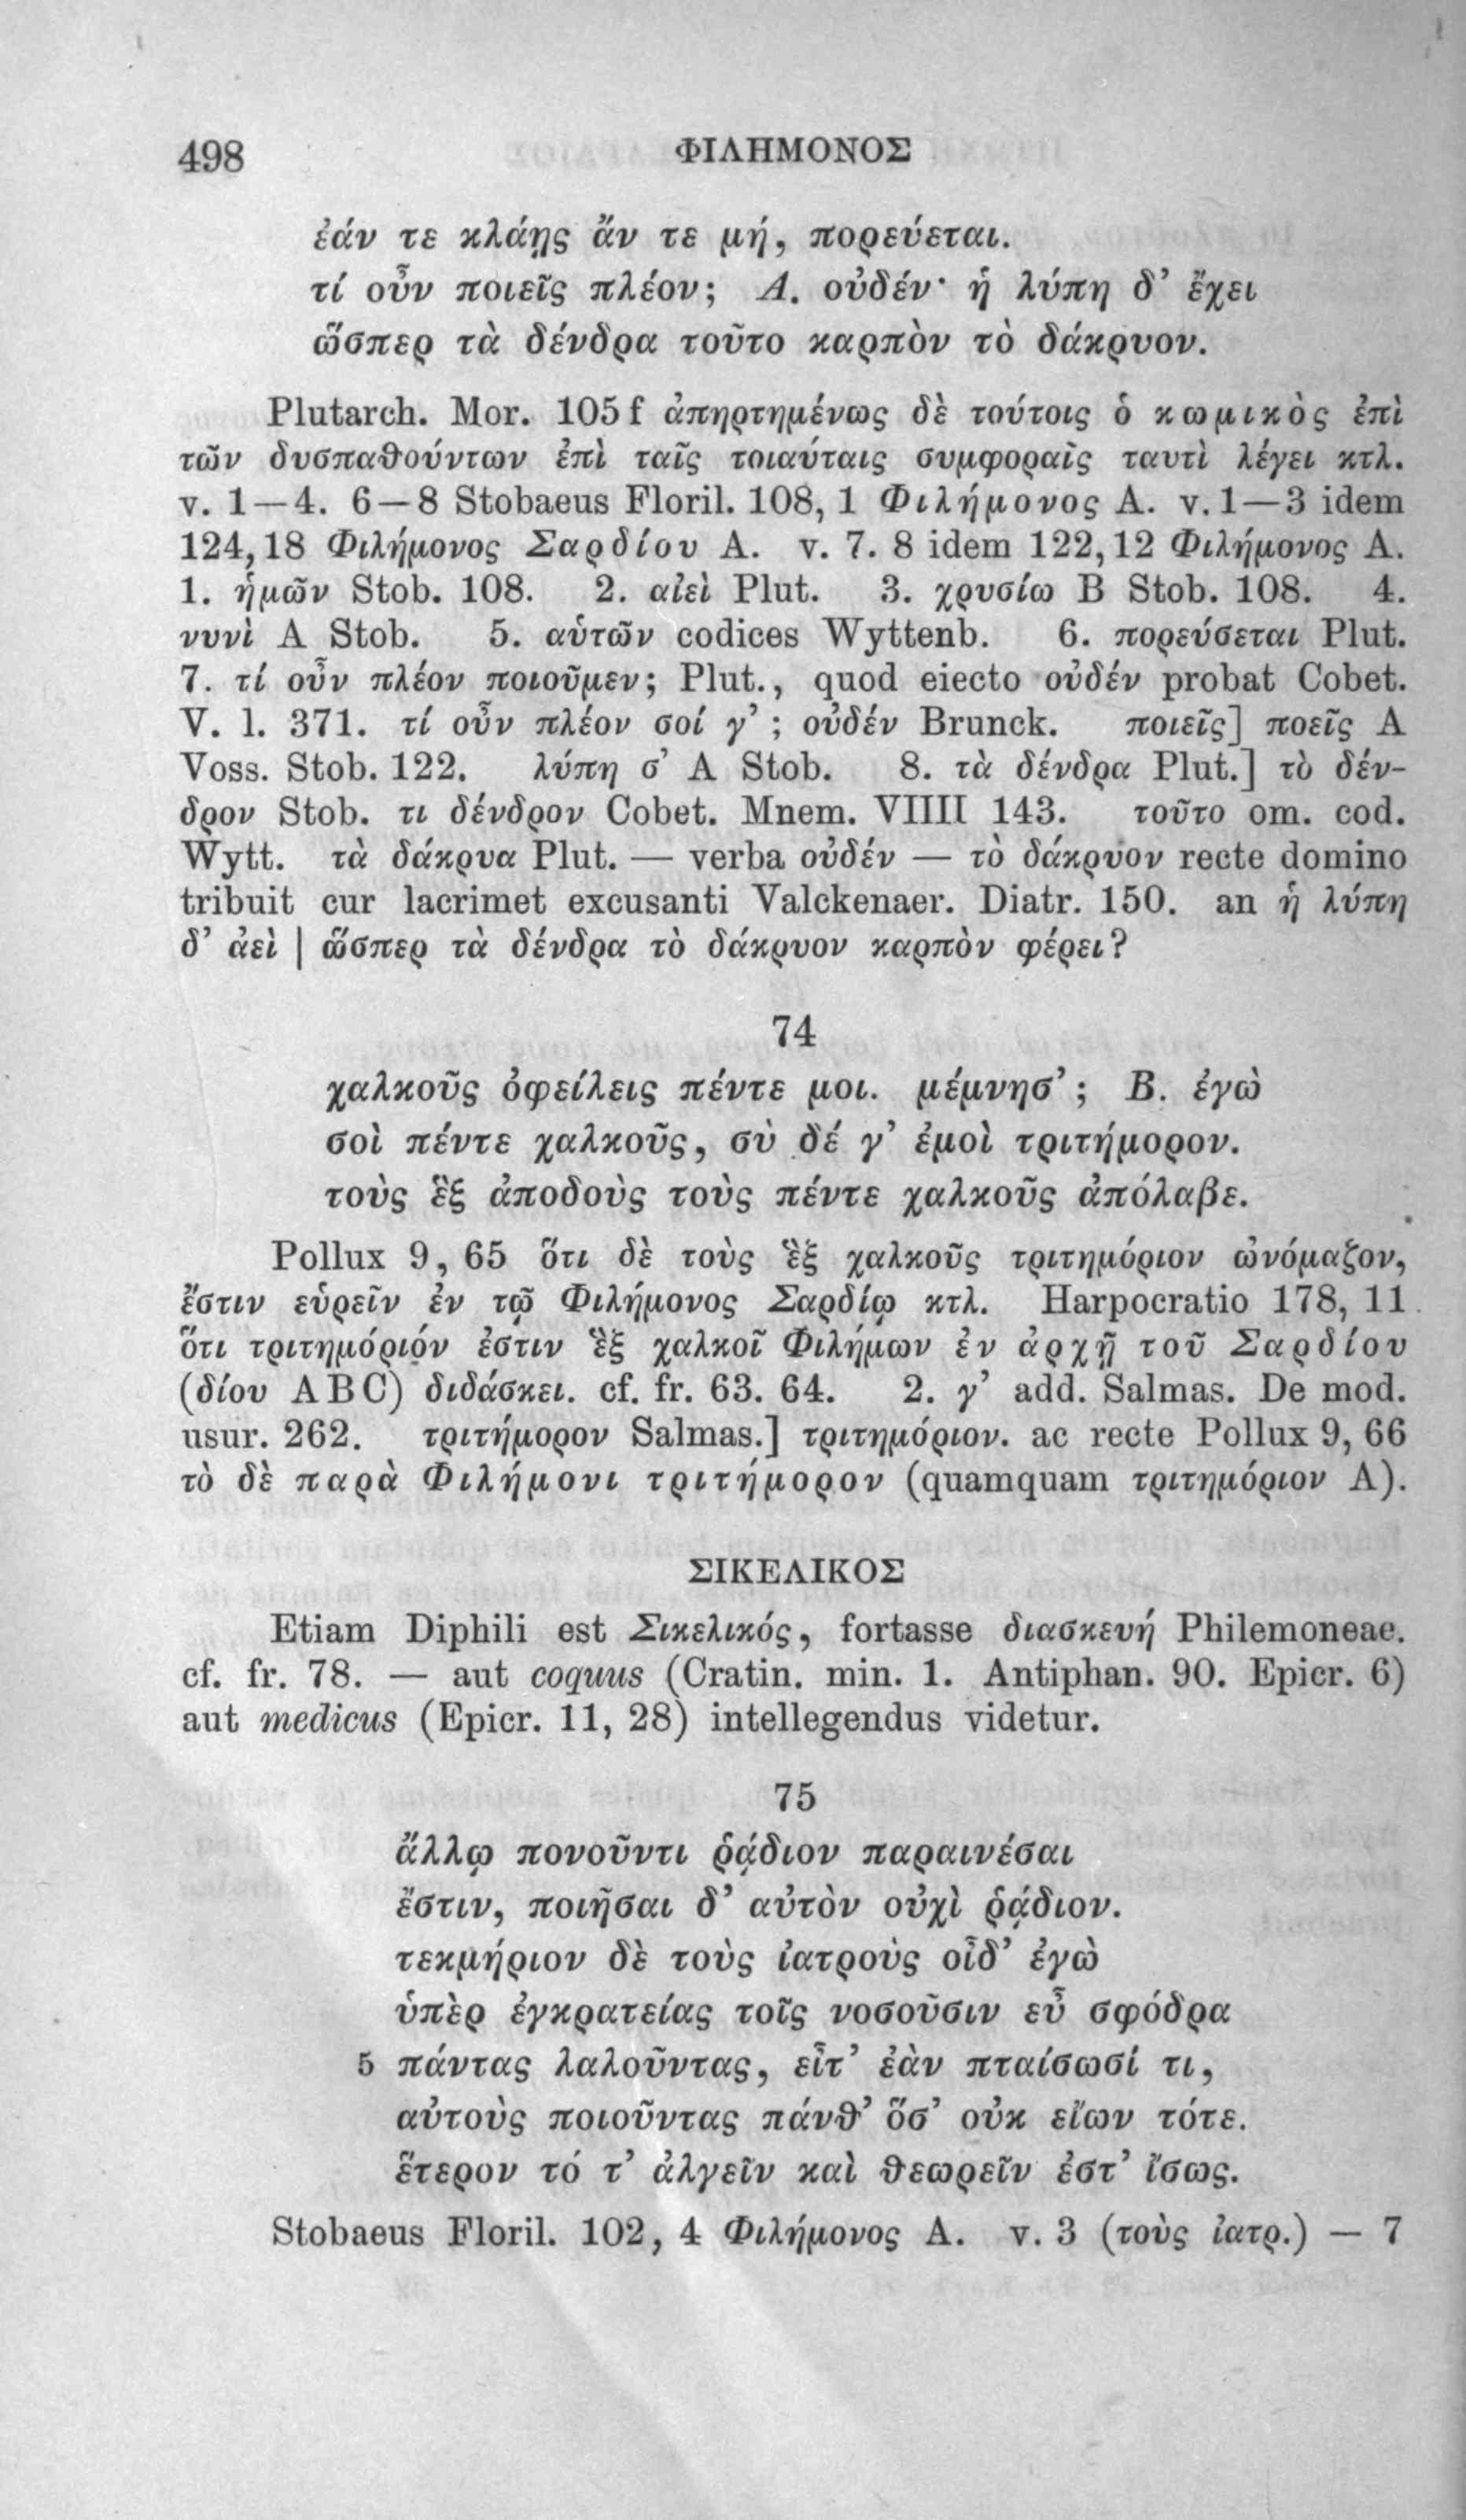 498 ΦΙΛΗΜΟΝΟΣ
ἐάν τε κλάῃς ἄν τε μή, πορεύεται.
τί οὖν ποιεῖς πλέον; Α. οὐδέν· ἡ λύπη δ’ ἔχει
ὥσπερ τὰ δένδρα τοῦτο καρπὸν τὸ δάκρυον.
Plutarch. Mor. 105 f ἀπηρτημένως δὲ τούτοις ὁ κωμικὸς ἐπὶ
τῶν δυσπαθούντων ἐπὶ ταῖς τοιαύταις συμφοραῖς ταυτὶ λέγει κτλ.
v. 1—4. 6—8 Stobaeus Floril. 108, 1 Φιλήμονος A. v. 1—3 idem
124, 18 Φιλήμονος Σαρδίου A. v. 7. 8 idem 122, 12 Φιλήμονος A.
1. ἡμῶν Stob. 108. 2. αἰεὶ Plut. 3. χρυσίω B Stob. 108. 4.
νυνὶ A Stob. 5. αὑτῶν codices Wyttenb. 6. πορεύσεται Plut.
7. τί οὖν πλέον ποιοῦμεν; Plut., quod eiecto οὐδέν probat Cobet.
V. l. 371. τί οὖν πλέον σοί γ’; οὐδέν Brunck. ποιεῖς] ποεῖς A
Voss. Stob. 122. λύπη σ’ A Stob. 8. τὰ δένδρα Plut.] τὸ δέν-
δρον Stob. τι δένδρον Cobet. Mnem. VIIII 143. τοῦτο om. cod.
Wytt. τὰ δάκρυα Plut. — verba οὐδέν — τὸ δάκρυον recte domino
tribuit cur lacrimet excusanti Valckenaer. Diatr. 150. an ἡ λύπη
δ’ ἀεὶ | ὥσπερ τὰ δένδρα τὸ δάκρυον καρπὸν φέρει?
74
χαλκοῦς ὀφείλεις πέντε μοι. μέμνησ’; Β. ἐγὼ
σοὶ πέντε χαλκοῦς, σὺ δέ γ’ ἐμοὶ τριτήμορον.
τοὺς ἓξ ἀποδοὺς τοὺς πέντε χαλκοῦς ἀπόλαβε.
Pollux 9, 65 ὅτι δὲ τοὺς ἓξ χαλκοῦς τριτημόριον ὠνόμαζον,
ἔστιν εὑρεῖν ἐν τῷ Φιλήμονος Σαρδίῳ κτλ. Harpocratio 178, 11
ὅτι τριτημόριόν ἐστιν ἓξ χαλκοῖ Φιλήμων ἐν ἀρχῇ τοῦ Σαρδίου
(δίου A B C) διδάσκει. cf. fr. 63. 64. 2. γ’ add. Salmas. De mod.
usur. 262. τριτήμορον Salmas.] τριτημόριον. ac recte Pollux 9, 66
τὸ δὲ παρὰ Φιλήμονι τριτήμορον (quamquam τριτημόριον A).
ΣΙΚΕΛΙΚΟΣ
Etiam Diphili est Σικελικός, fortasse διασκευή Philemoneae.
cf. fr. 78. — aut coquus (Cratin. min. 1. Antiphan. 90. Epicr. 6)
aut medicus (Epicr. 11, 28) intellegendus videtur.
75
ἄλλῳ πονοῦντι ῥᾴδιον παραινέσαι
ἔστιν, ποιῆσαι δ’ αὐτὸν οὐχὶ ῥᾴδιον.
τεκμήριον δὲ τοὺς ἰατροὺς οἶδ’ ἐγὼ
ὑπὲρ ἐγκρατείας τοῖς νοσοῦσιν εὖ σφόδρα
5 πάντας λαλοῦντας, εἶτ’ ἐὰν πταίσωσί τι,
αὐτοὺς ποιοῦντας πάνθ’ ὅσ’ οὐκ εἴων τότε.
ἕτερον τό τ’ ἀλγεῖν καὶ θεωρεῖν ἐστ’ ἴσως.
Stobaeus Floril. 102, 4 Φιλήμονος A. v. 3 (τοὺς ἰατρ.) — 7